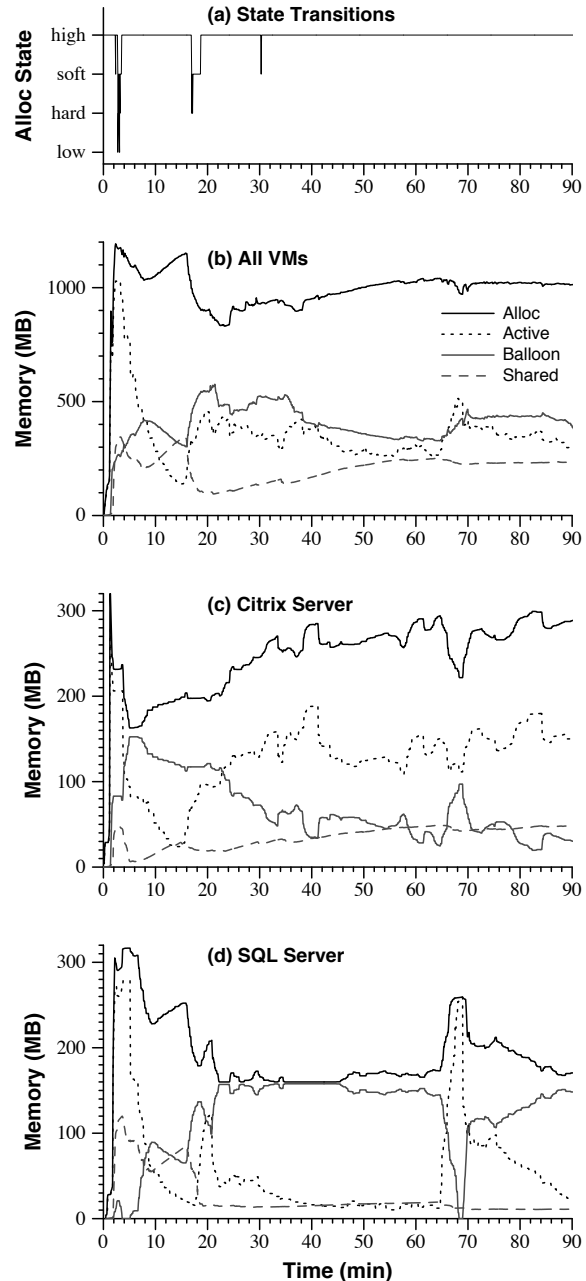 (a) State Transitions
Alloc State
high
soft
hard
low
0 10 20 30 40 50 60 70 80 90
(b) All VMs
Memory (MB)
1000
500
0
Alloc
Active
Balloon
Shared
0 10 20 30 40 50 60 70 80 90
(c) Citrix Server
Memory (MB)
300
200
100
0
0 10 20 30 40 50 60 70 80 90
(d) SQL Server
Memory (MB)
300
200
100
0
0 10 20 30 40 50 60 70 80 90
Time (min)